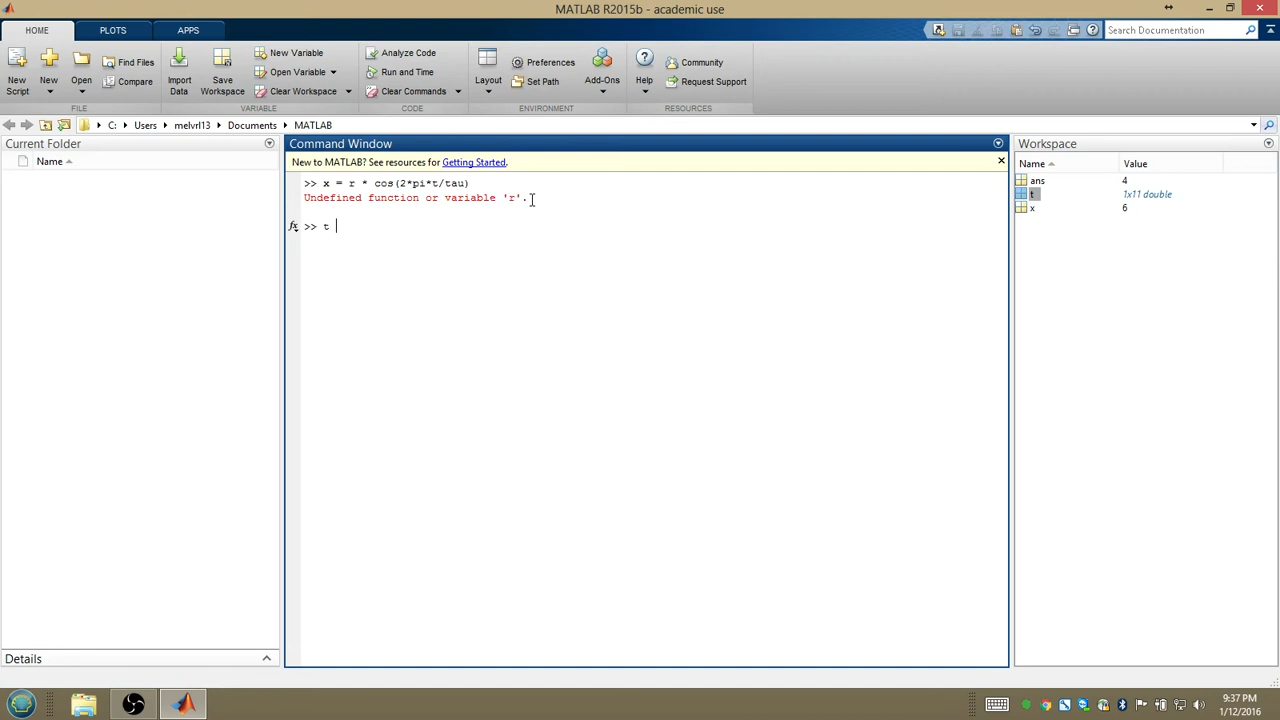 MATLAB R2015b - academic use
HOME
PLOTS
APPS
Search Documentation
New Script
New
Open
Find Files
Compare
FILE
Import Data
Save Workspace
New Variable
Open Variable
Clear Workspace
VARIABLE
Analyze Code
Run and Time
Clear Commands
CODE
Layout
Preferences
Set Path
Add-Ons
ENVIRONMENT
Help
Community
Request Support
RESOURCES
C:
Users
melvrl13
Documents
MATLAB
Current Folder
Name
Details
Command Window
New to MATLAB? See resources for Getting Started.
>> x = r * cos(2*pi*t/tau)
Undefined function or variable 'r'.
fx >> t
Workspace
Name Value
ans 4
t 1x11 double
x 6
9:37 PM
1/12/2016